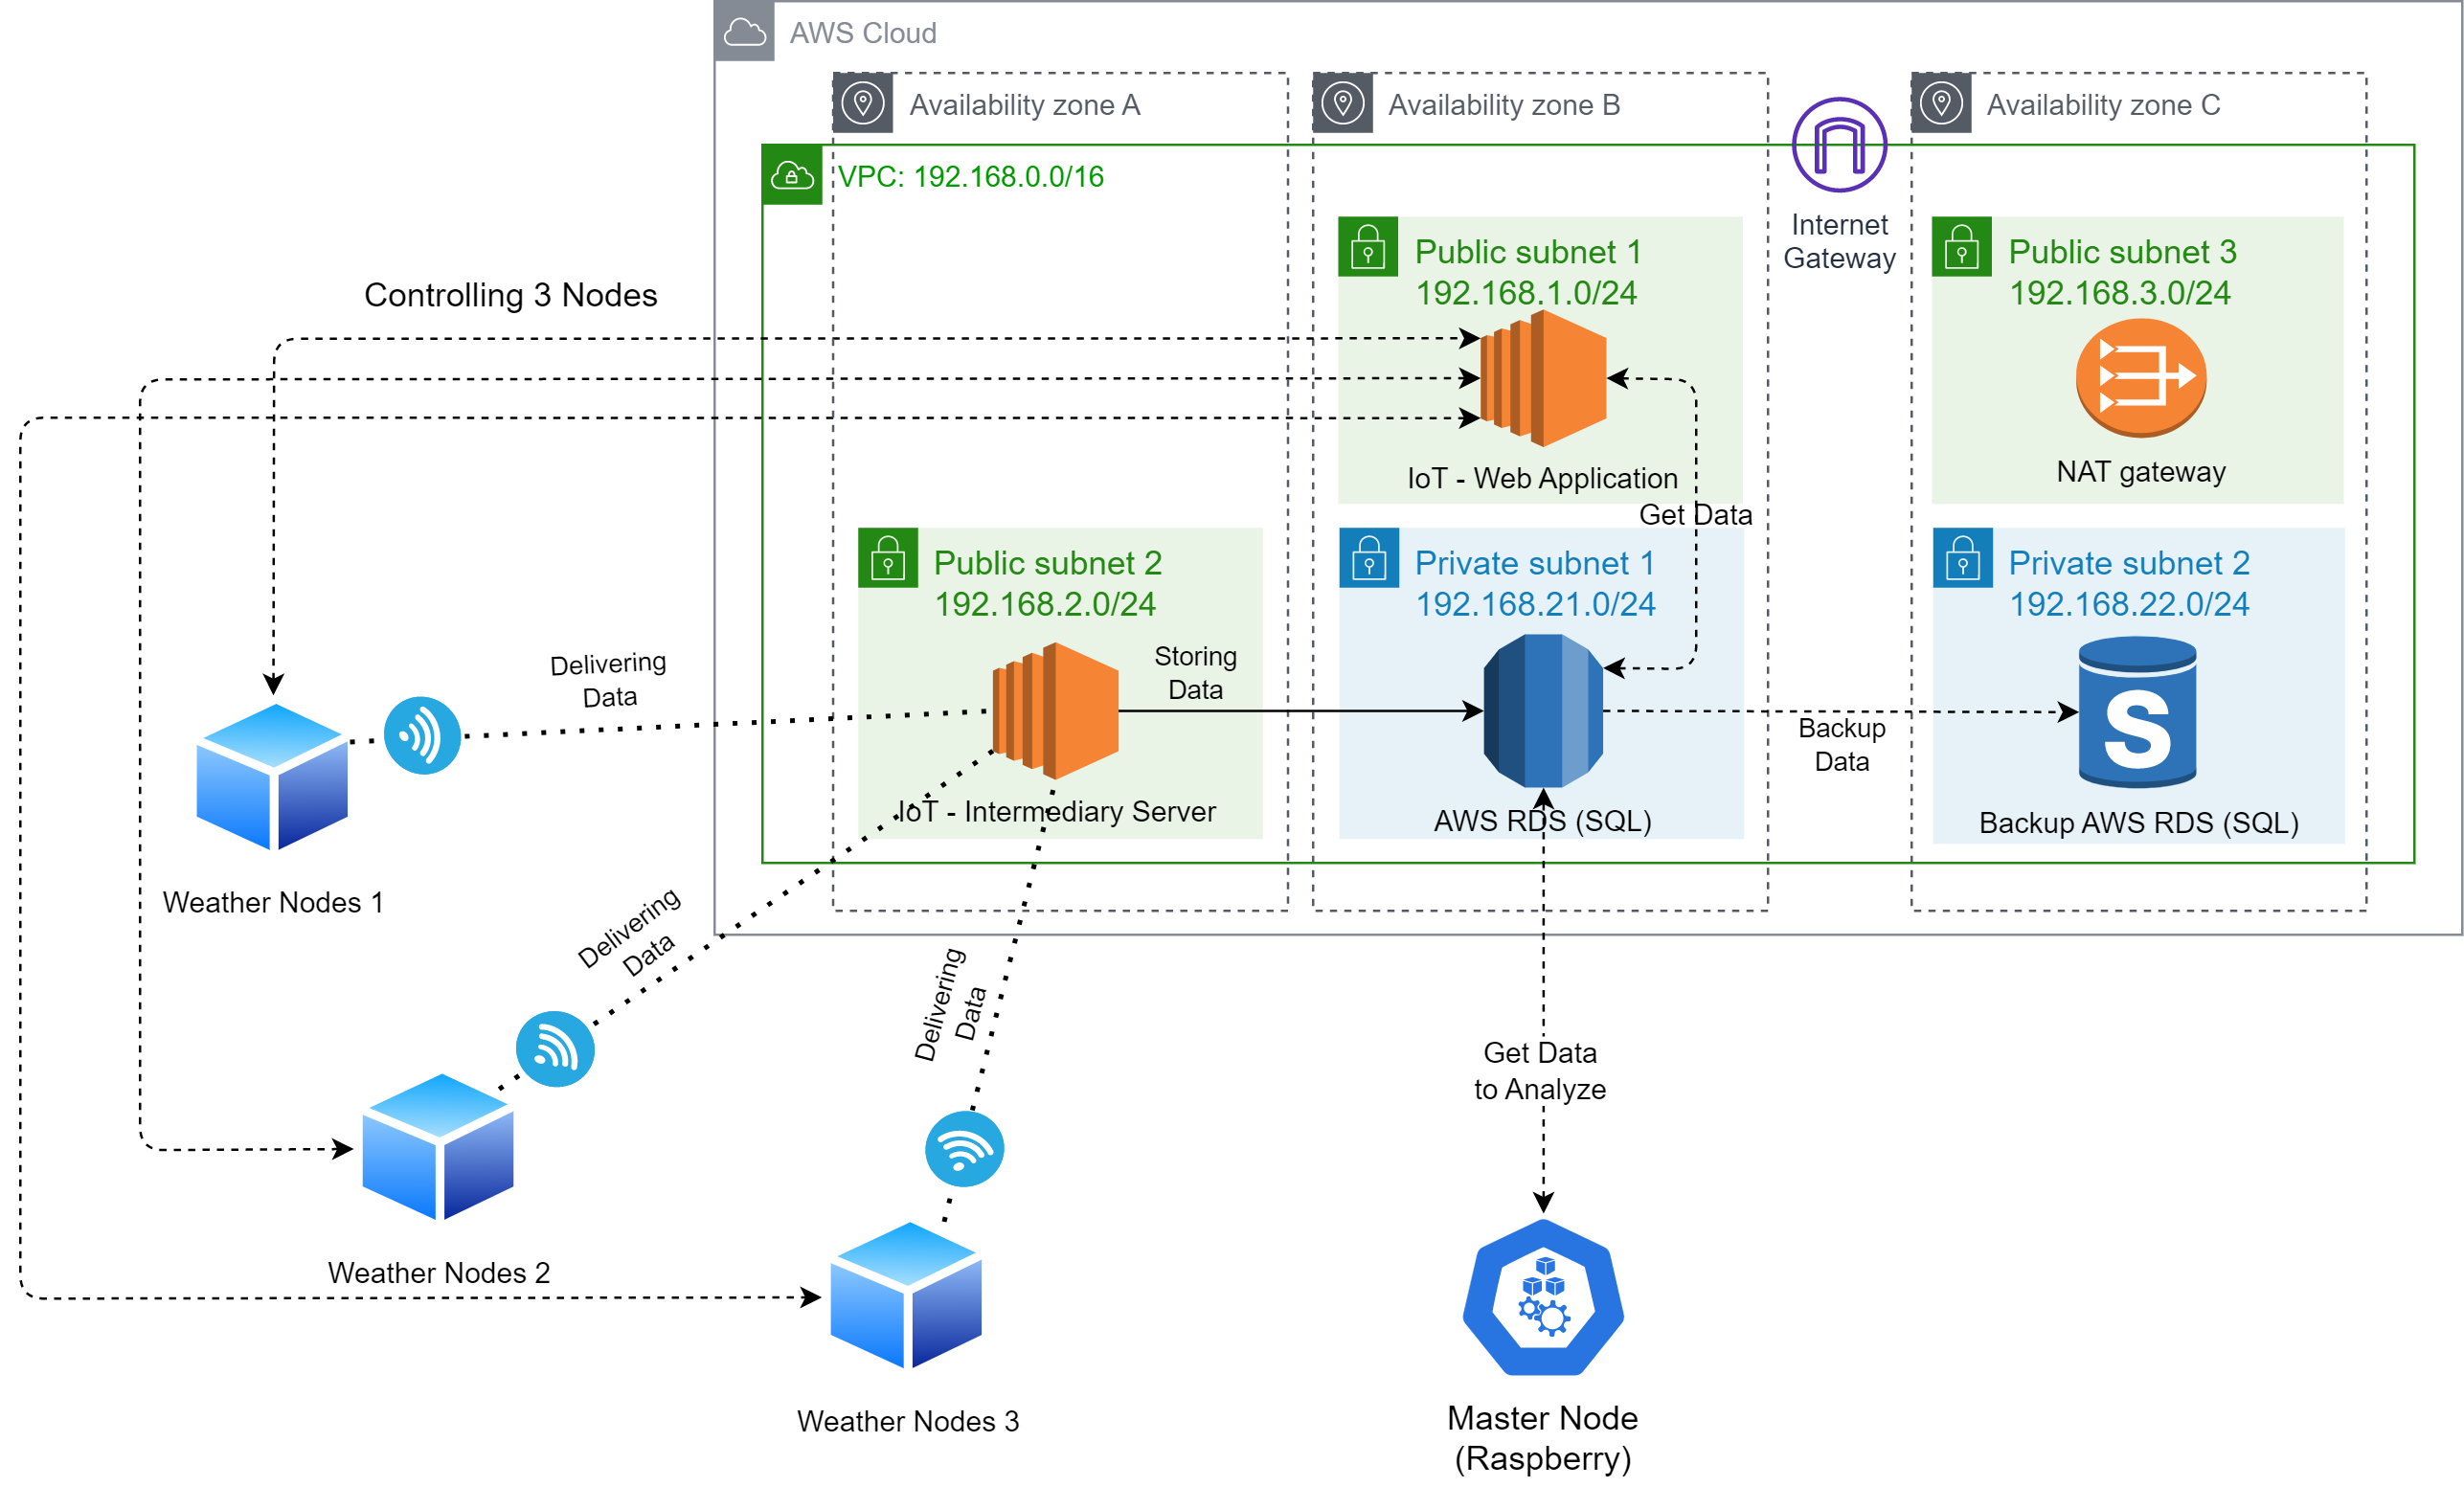 AWS Cloud
Availability zone A
Availability zone B
Availability zone C
VPC: 192.168.0.0/16
Internet
Gateway
Public subnet 1
192.168.1.0/24
IoT - Web Application
Public subnet 3
192.168.3.0/24
NAT gateway
Controlling 3 Nodes
Get Data
Public subnet 2
192.168.2.0/24
IoT - Intermediary Server
Storing
Data
Private subnet 1
192.168.21.0/24
AWS RDS (SQL)
Backup
Data
Private subnet 2
192.168.22.0/24
S
Backup AWS RDS (SQL)
Delivering
Data
Weather Nodes 1
Delivering
Data
Weather Nodes 2
Delivering
Data
Weather Nodes 3
Get Data
to Analyze
Master Node
(Raspberry)